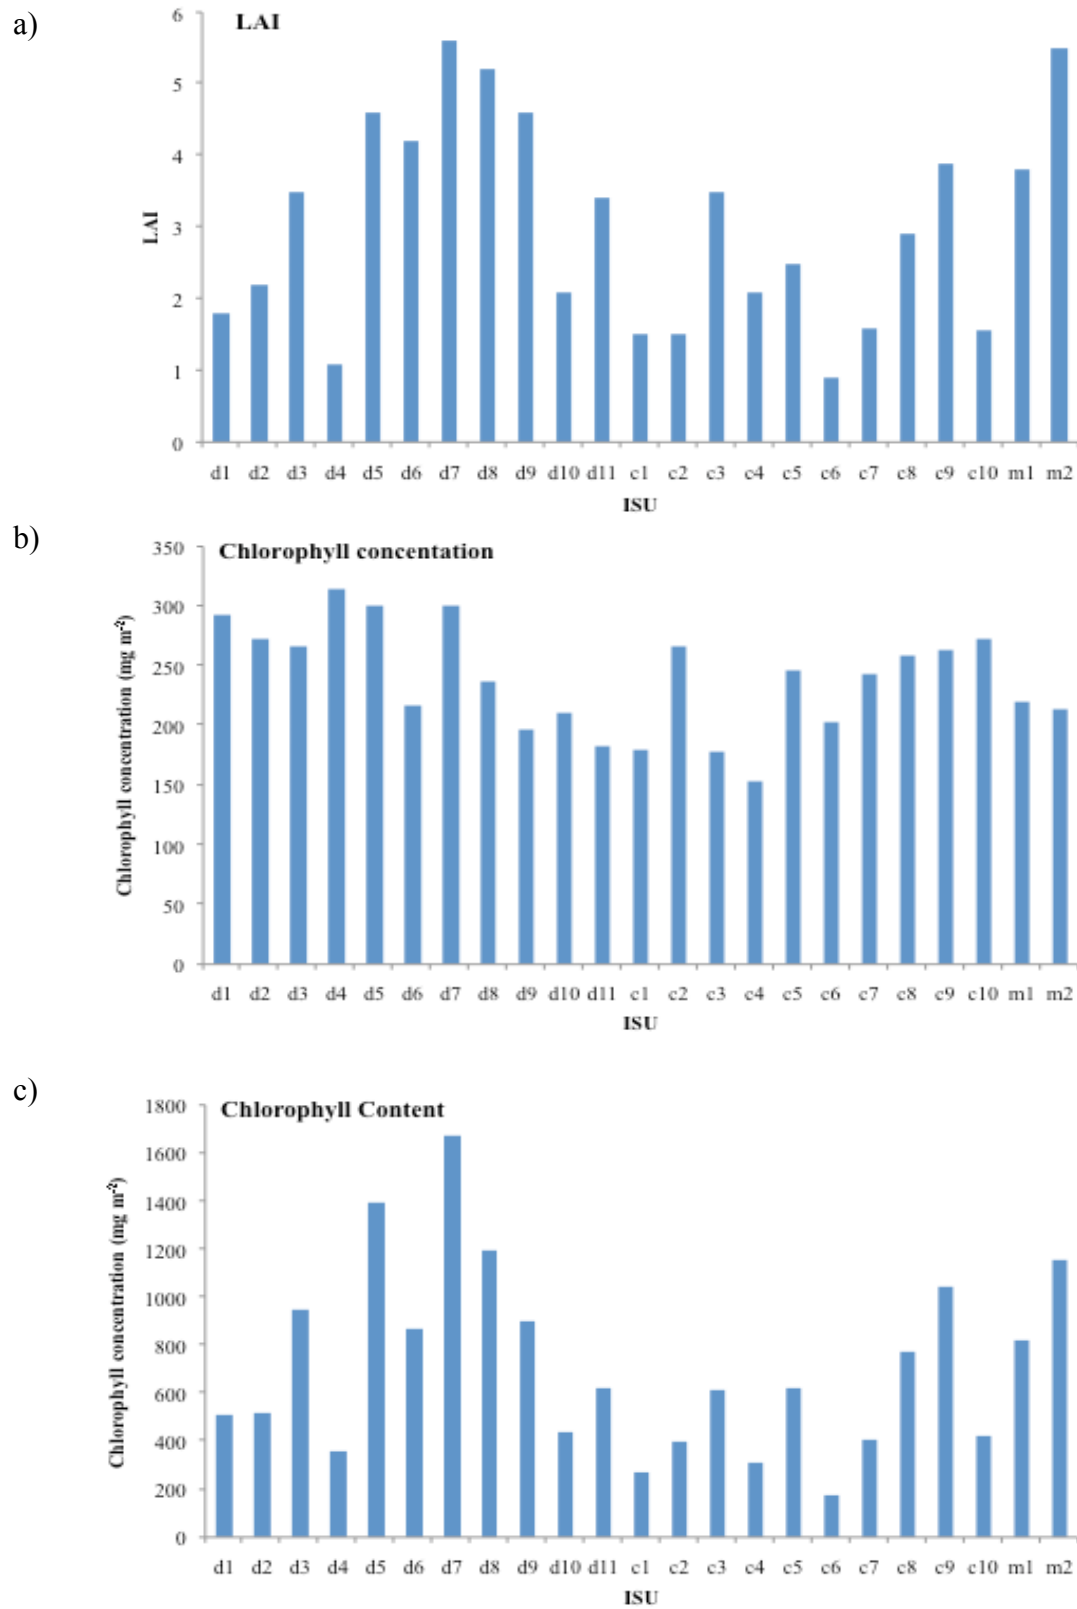 a)
LAI
6
5
4
3
2
1
0
LAI
d1 d2 d3 d4 d5 d6 d7 d8 d9 d10 d11 c1 c2 c3 c4 c5 c6 c7 c8 c9 c10 m1 m2
ISU
b)
Chlorophyll concentation
350
300
250
200
150
100
50
0
Chlorophyll concentration (mg m-2)
d1 d2 d3 d4 d5 d6 d7 d8 d9 d10 d11 c1 c2 c3 c4 c5 c6 c7 c8 c9 c10 m1 m2
ISU
c)
Chlorophyll Content
1800
1600
1400
1200
1000
800
600
400
200
0
Chlorophyll concentration (mg m-2)
d1 d2 d3 d4 d5 d6 d7 d8 d9 d10 d11 c1 c2 c3 c4 c5 c6 c7 c8 c9 c10 m1 m2
ISU